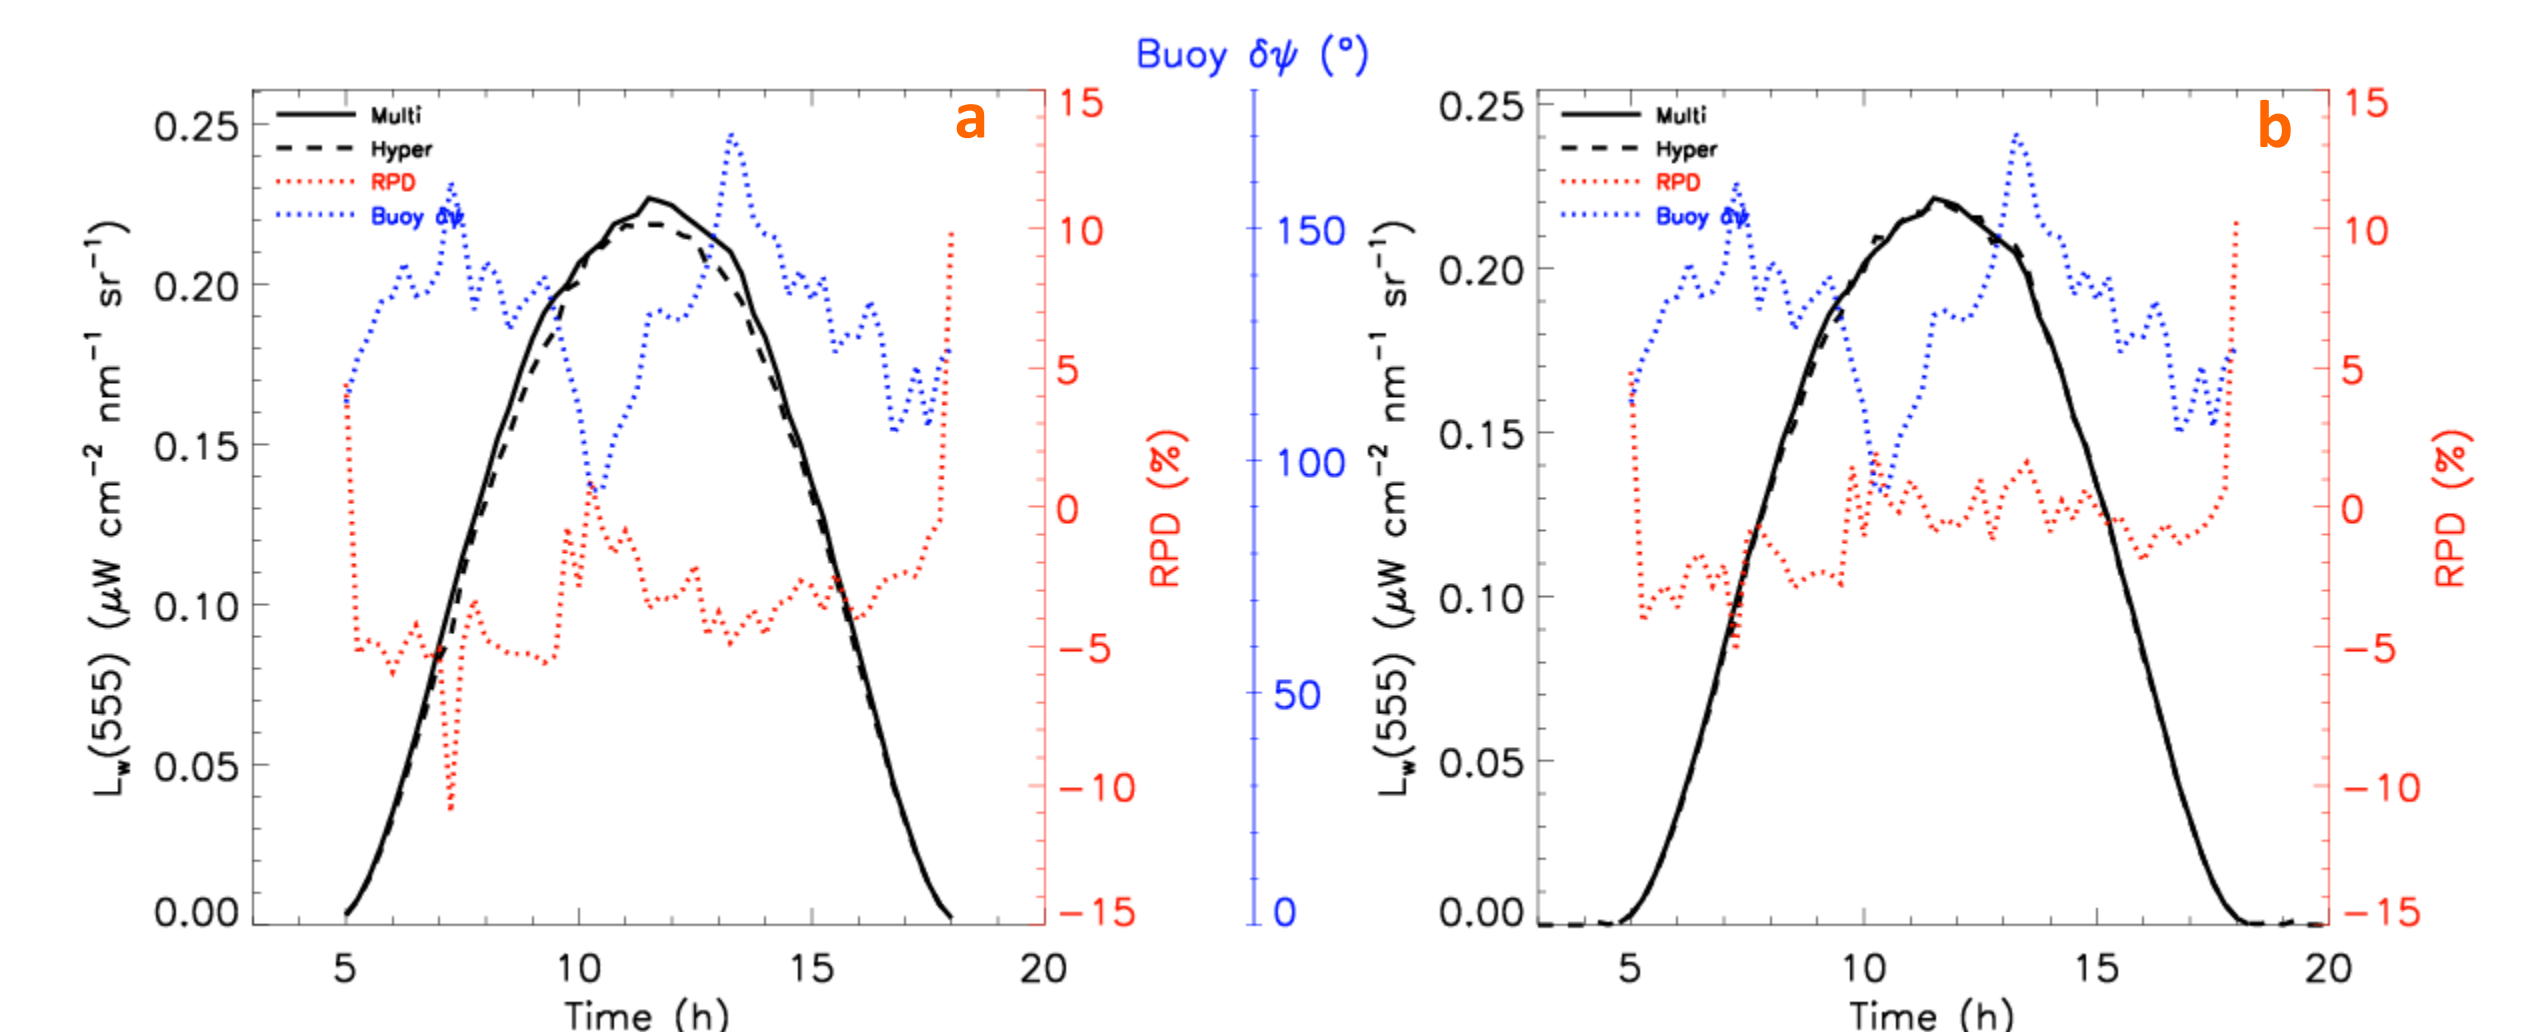 Buoy δψ (°)
a
Multi
Hyper
RPD
Buoy δψ
0.25
0.20
0.15
0.10
0.05
0.00
L_w(555) (μW cm⁻² nm⁻¹ sr⁻¹)
15
10
5
0
−5
−10
−15
RPD (%)
150
100
50
0
5 10 15 20
Time (h)
b
Multi
Hyper
RPD
Buoy δψ
0.25
0.20
0.15
0.10
0.05
0.00
L_w(555) (μW cm⁻² nm⁻¹ sr⁻¹)
15
10
5
0
−5
−10
−15
RPD (%)
5 10 15 20
Time (h)